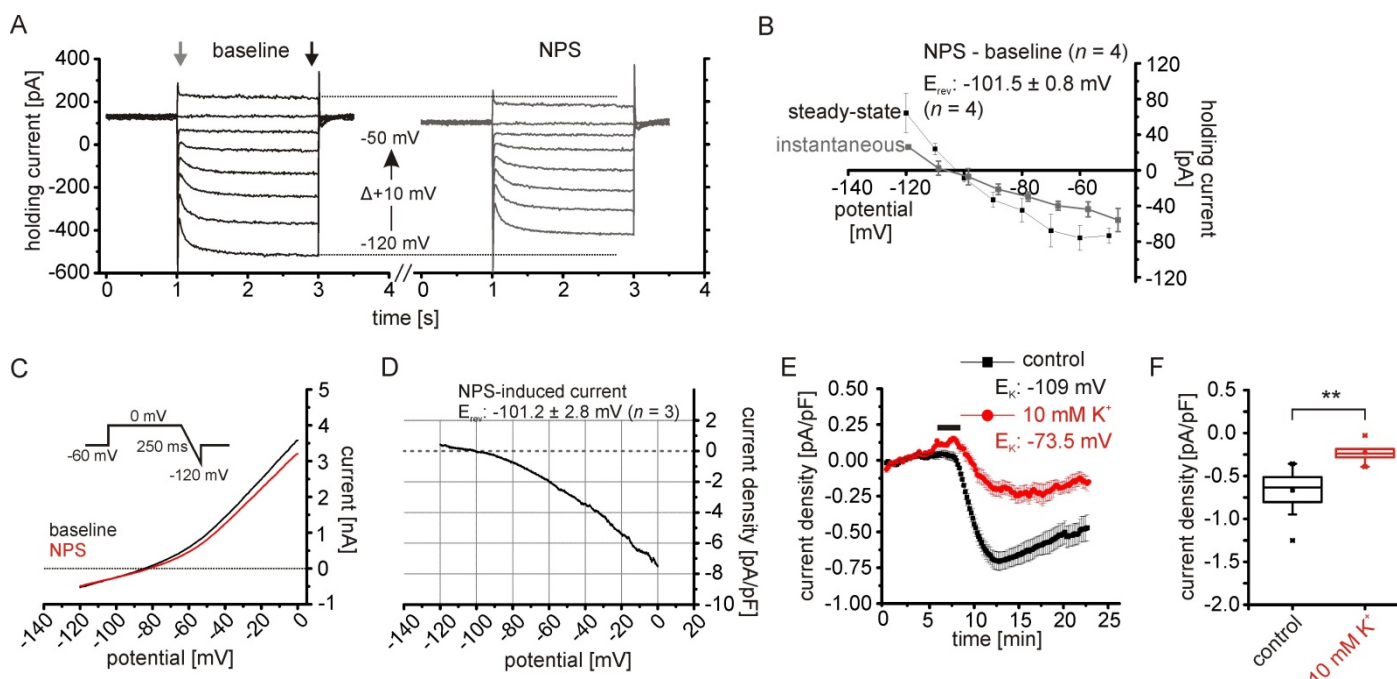 A
baseline
NPS
holding current [pA]
400
200
0
-200
-400
-600
-50 mV
Δ+10 mV
-120 mV
0 1 2 3 4 // 0 1 2 3 4
time [s]
B
NPS - baseline (n = 4)
E_rev: -101.5 ± 0.8 mV
(n = 4)
steady-state
instantaneous
-140 -120 -80 -60
potential
[mV]
120
80
40
0
-40
-80
-120
holding current
[pA]
C
0 mV
-60 mV
250 ms
-120 mV
baseline
NPS
5
4
3
2
1
0
-1
current [nA]
-140 -120 -100 -80 -60 -40 -20 0 20
potential [mV]
D
NPS-induced current
E_rev: -101.2 ± 2.8 mV (n = 3)
2
0
-2
-4
-6
-8
-10
current density
[pA/pF]
-140 -120 -100 -80 -60 -40 -20 0 20
potential [mV]
E
control
E_K: -109 mV
10 mM K⁺
E_K: -73.5 mV
current density [pA/pF]
0.50
0.25
0.00
-0.25
-0.50
-0.75
-1.00
0 5 10 15 20 25
time [min]
F
**
current density [pA/pF]
0.5
0.0
-0.5
-1.0
-1.5
-2.0
control
10 mM K⁺